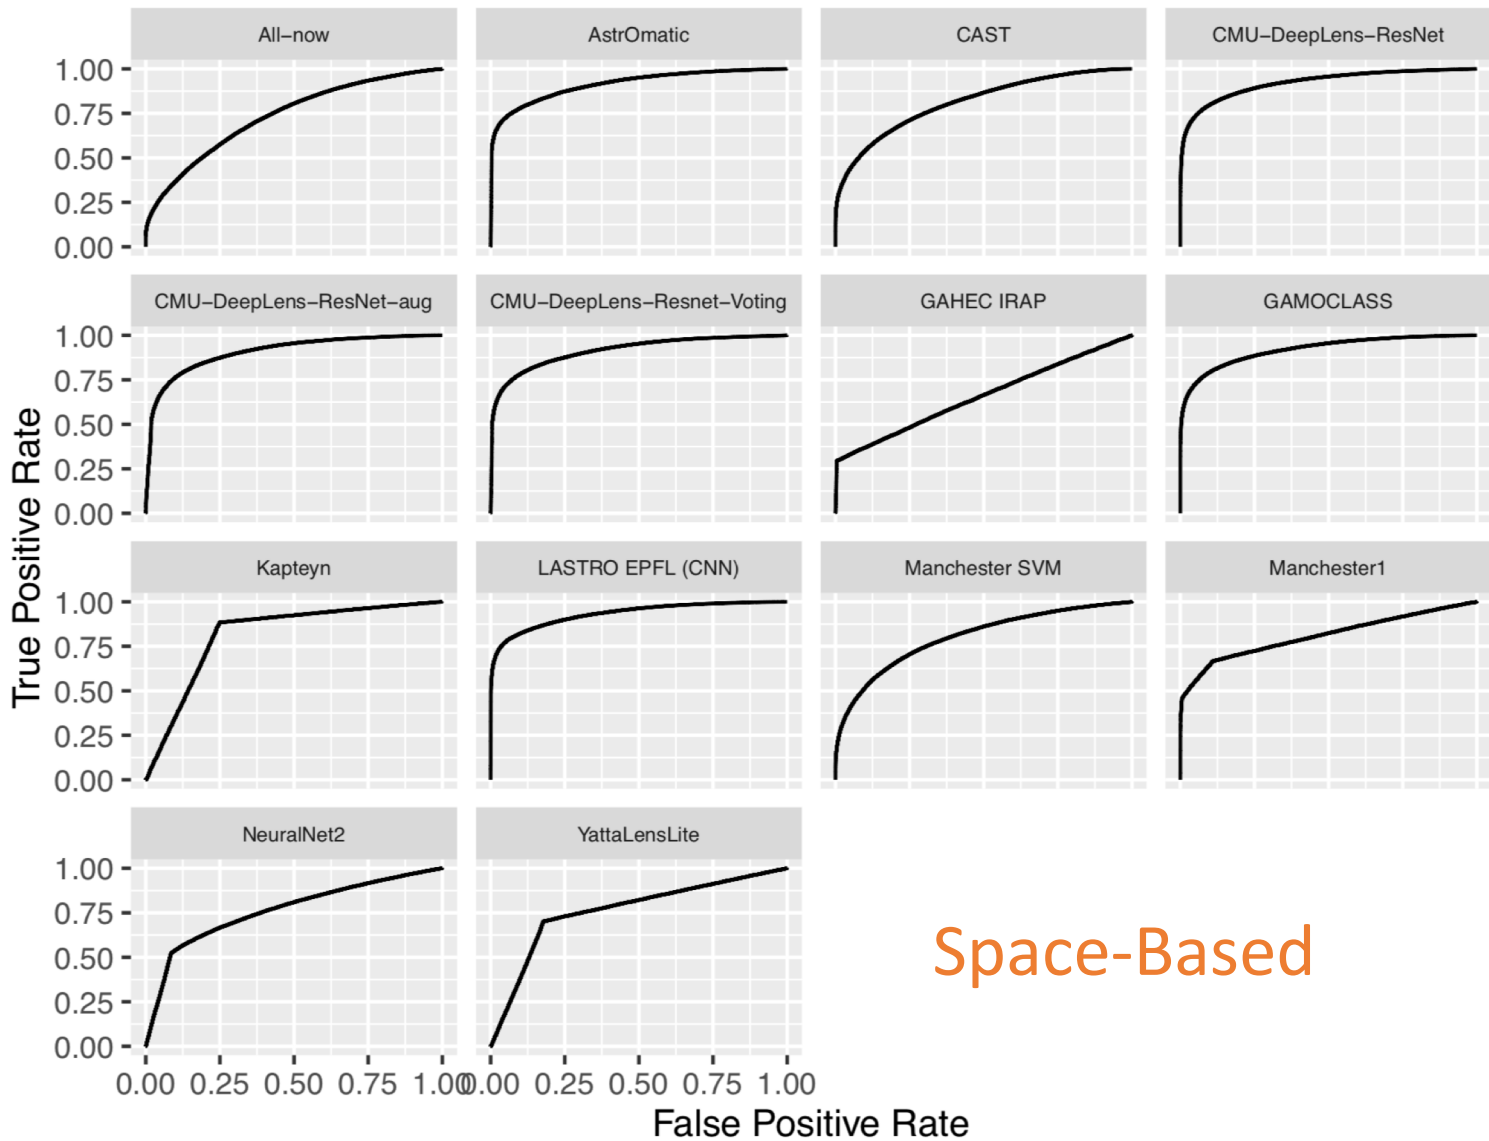 All-now
AstrOmatic
CAST
CMU-DeepLens-ResNet
1.00
0.75
0.50
0.25
0.00
CMU-DeepLens-ResNet-aug
CMU-DeepLens-Resnet-Voting
GAHEC IRAP
GAMOCLASS
1.00
0.75
0.50
0.25
0.00
True Positive Rate
Kapteyn
LASTRO EPFL (CNN)
Manchester SVM
Manchester1
1.00
0.75
0.50
0.25
0.00
NeuralNet2
YattaLensLite
1.00
0.75
0.50
0.25
0.00
Space-Based
0.00 0.25 0.50 0.75 1.00
0.00 0.25 0.50 0.75 1.00
False Positive Rate